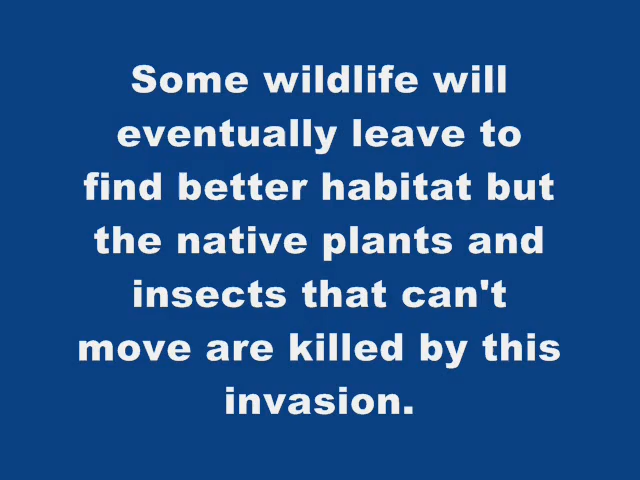 Some wildlife will
eventually leave to
find better habitat but
the native plants and
insects that can't
move are killed by this
invasion.